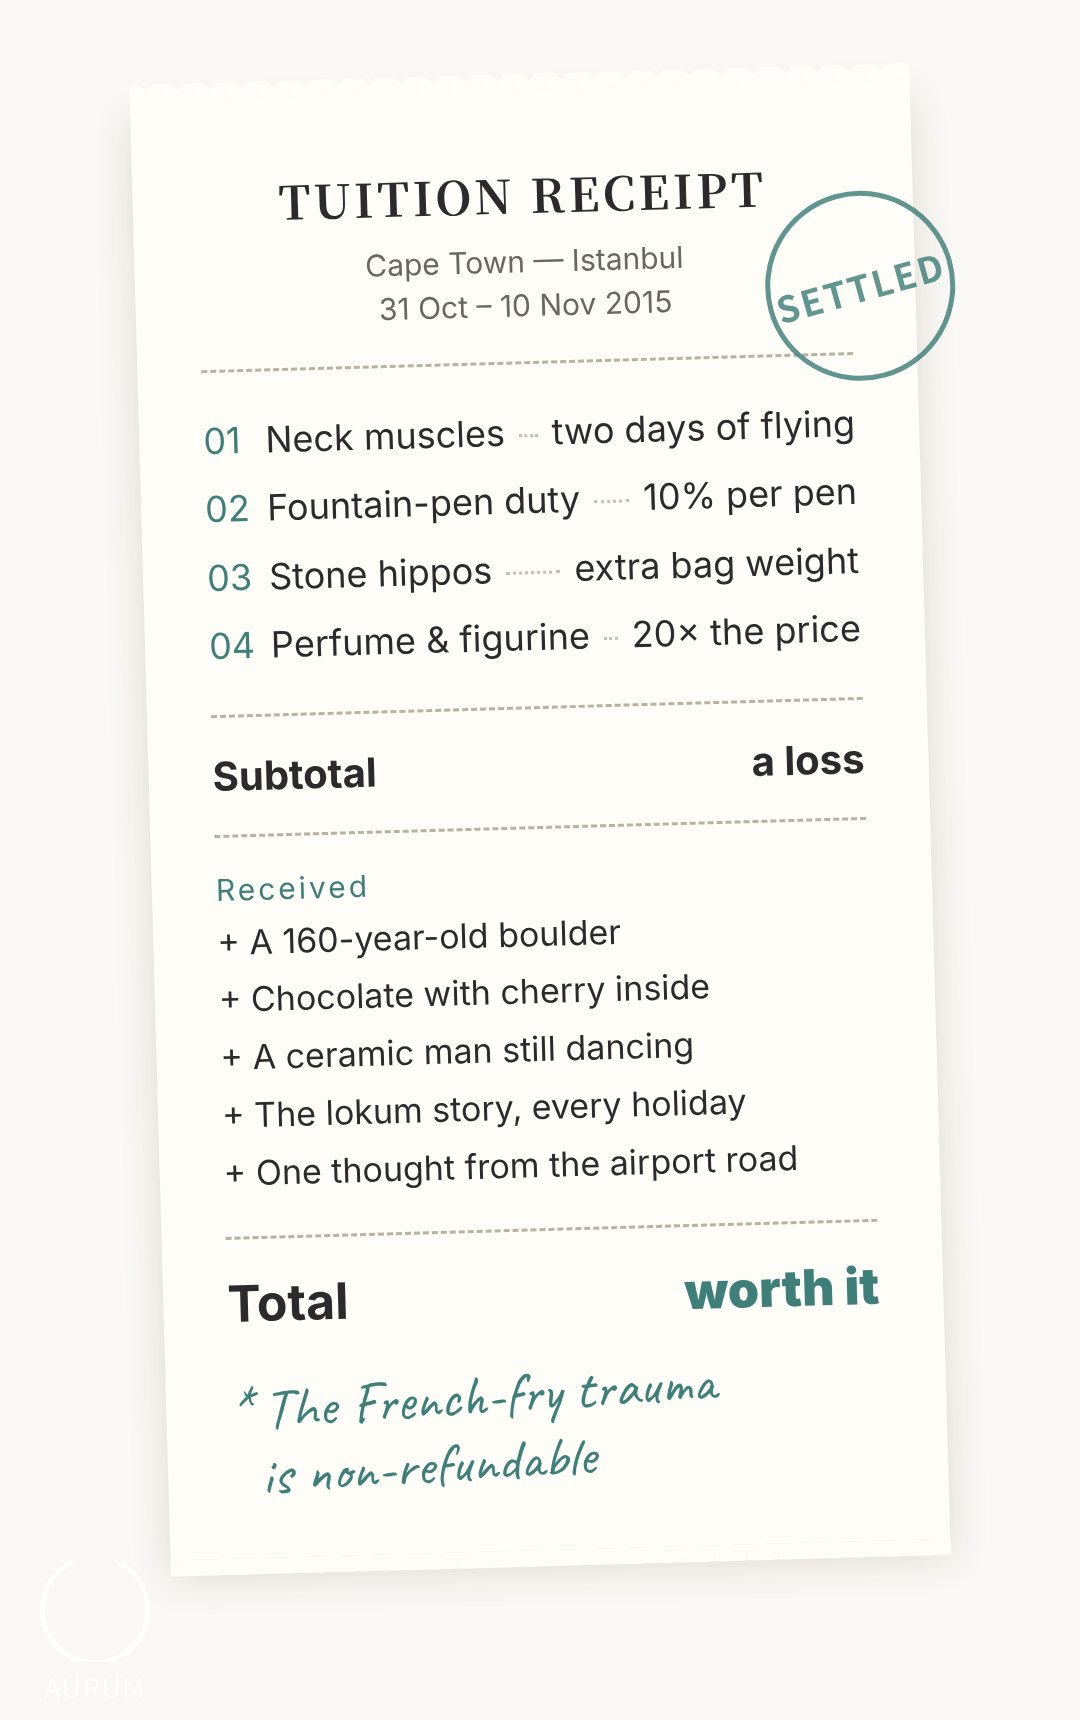 TUITION RECEIPT
Cape Town — Istanbul
31 Oct – 10 Nov 2015
SETTLED
01 Neck muscles two days of flying
02 Fountain-pen duty 10% per pen
03 Stone hippos extra bag weight
04 Perfume & figurine 20× the price
Subtotal a loss
Received
+ A 160-year-old boulder
+ Chocolate with cherry inside
+ A ceramic man still dancing
+ The lokum story, every holiday
+ One thought from the airport road
Total worth it
* The French-fry trauma
is non-refundable
AURUM